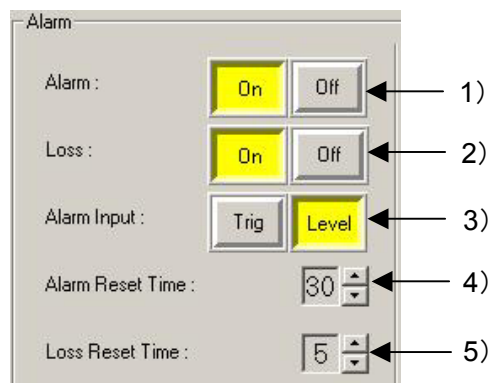 Alarm
Alarm : On Off 1)
Loss : On Off 2)
Alarm Input : Trig Level 3)
Alarm Reset Time : 30 4)
Loss Reset Time : 5 5)